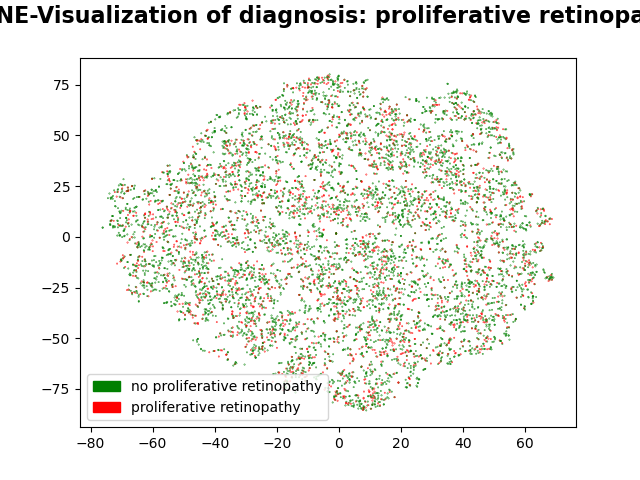 NE-Visualization of diagnosis: proliferative retinopa
75
50
25
0
−25
−50
−75
no proliferative retinopathy
proliferative retinopathy
−80 −60 −40 −20 0 20 40 60